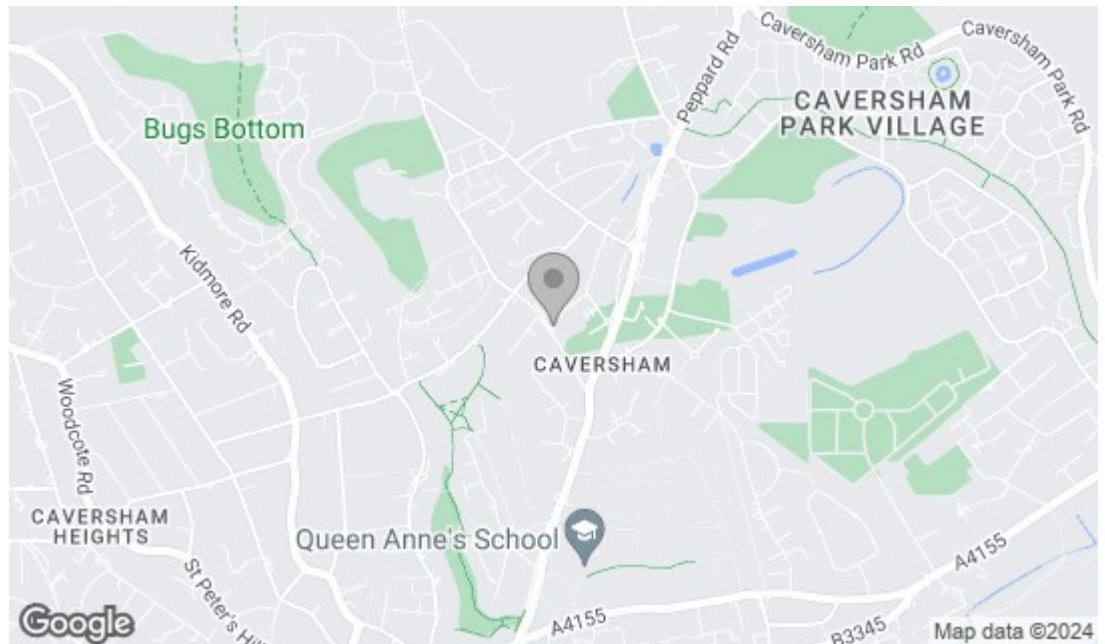 Caversham Park Rd
Caversham Park Rd
Peppard Rd
CAVERSHAM
PARK VILLAGE
Bugs Bottom
Kidmore Rd
CAVERSHAM
Woodcote Rd
CAVERSHAM
HEIGHTS
Queen Anne's School
St Peter's Hill
A4155
A4155
B3345
Google
Map data ©2024